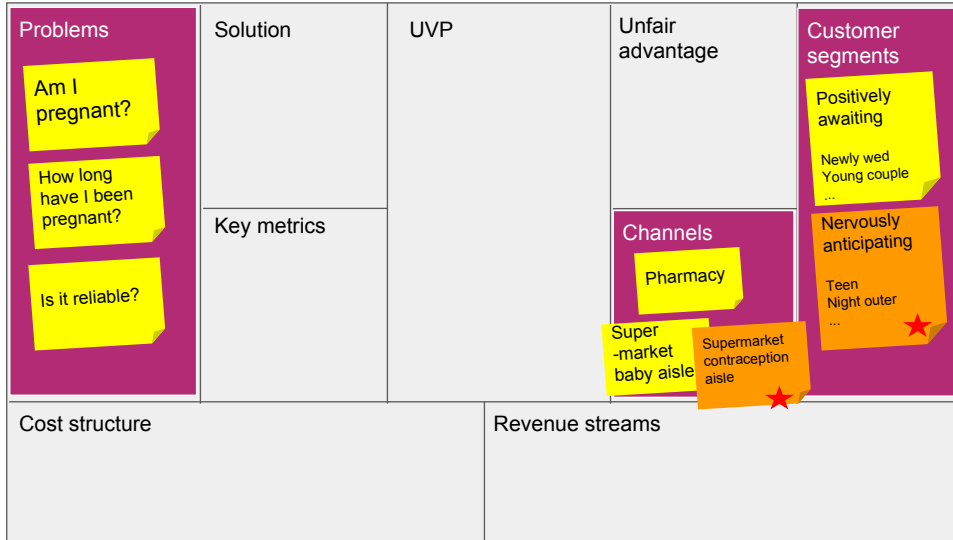 Problems
Am I
pregnant?
How long
have I been
pregnant?
Is it reliable?
Solution
Key metrics
UVP
Unfair
advantage
Channels
Pharmacy
Super
-market
baby aisle
Supermarket
contraception
aisle
Customer
segments
Positively
awaiting
Newly wed
Young couple
...
Nervously
anticipating
Teen
Night outer
...
Cost structure
Revenue streams